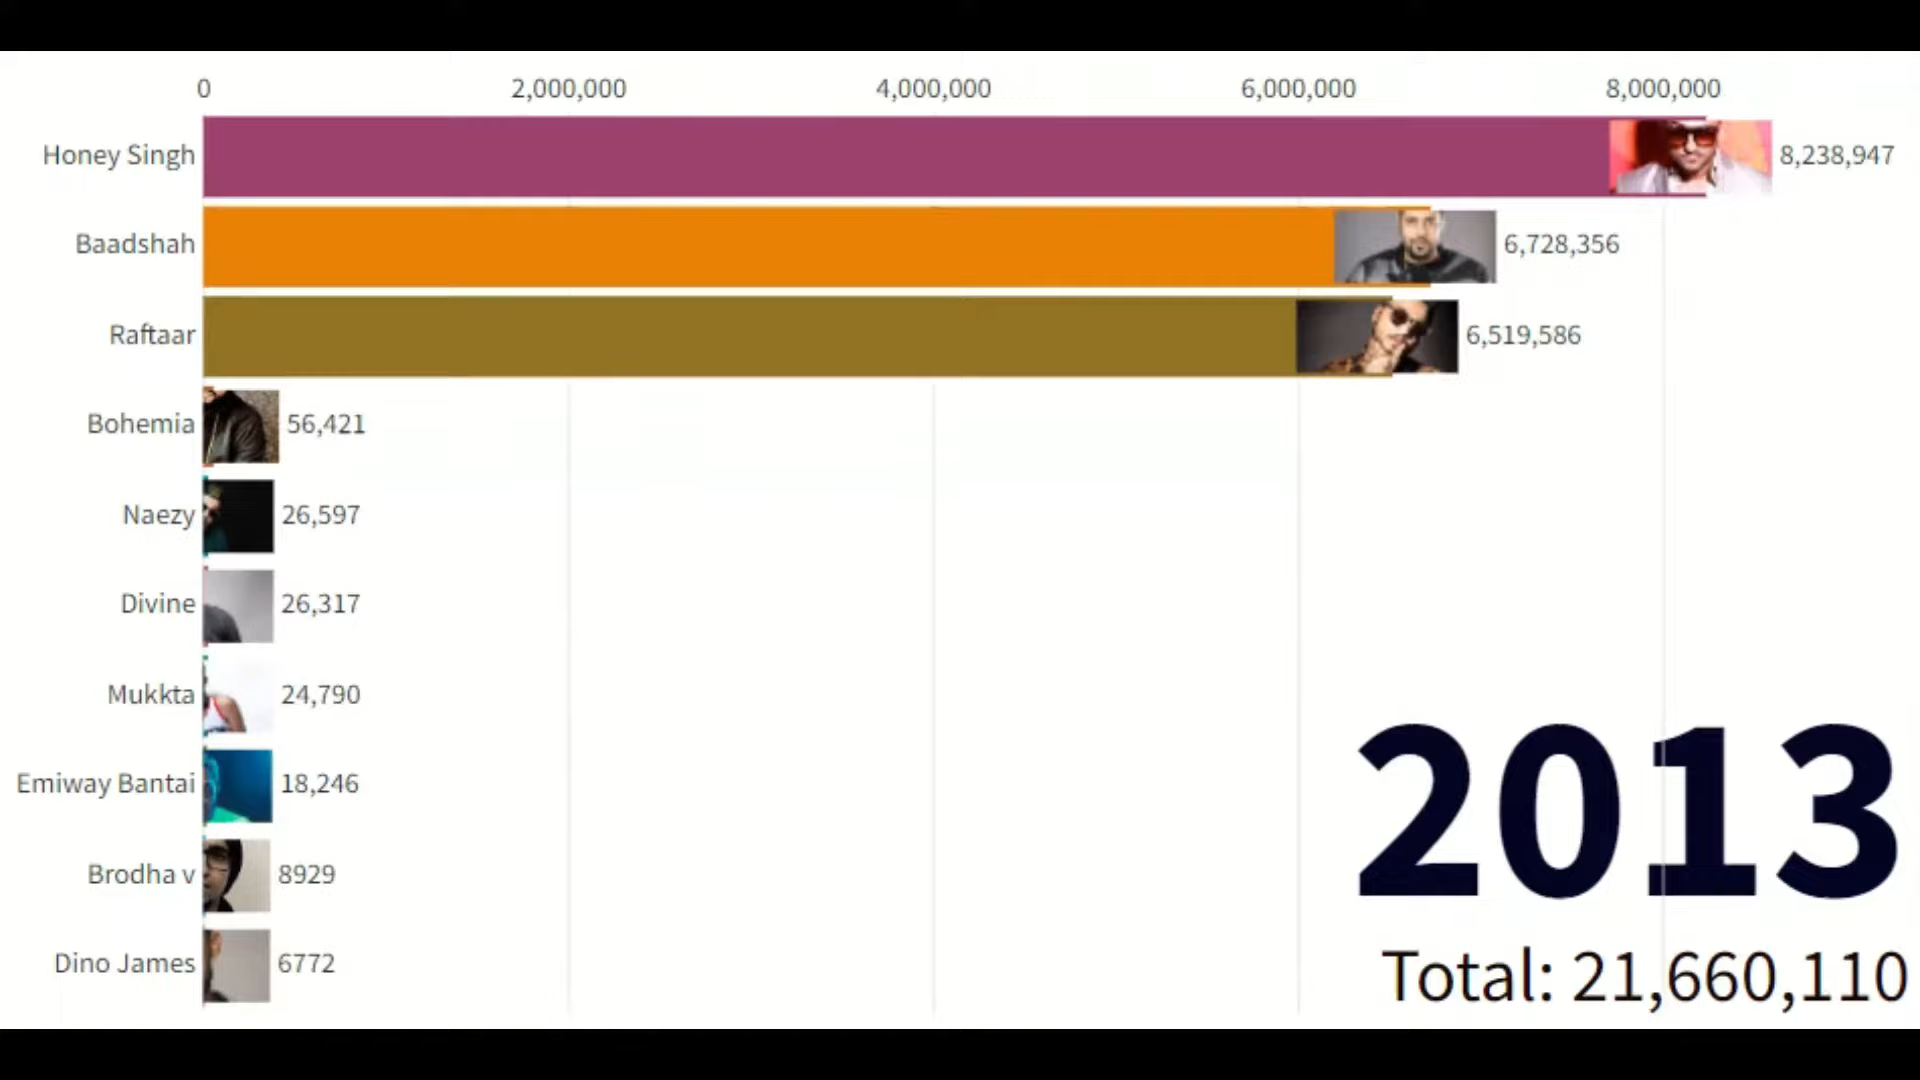 0 2,000,000 4,000,000 6,000,000 8,000,000
Honey Singh 8,238,947
Baadshah 6,728,356
Raftaar 6,519,586
Bohemia 56,421
Naezy 26,597
Divine 26,317
Mukkta 24,790
Emiway Bantai 18,246
Brodha v 8929
Dino James 6772
2013
Total: 21,660,110